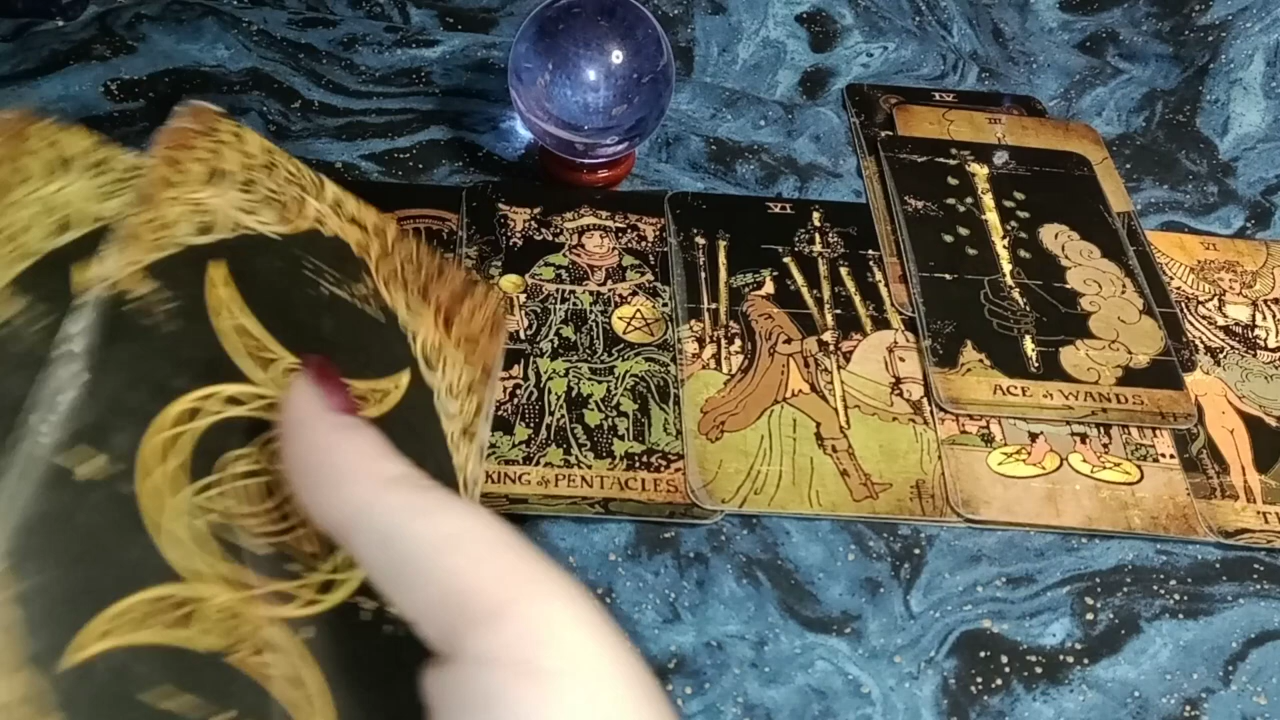 IV
III
VI
VI
ACE of WANDS.
KING of PENTACLES.
T